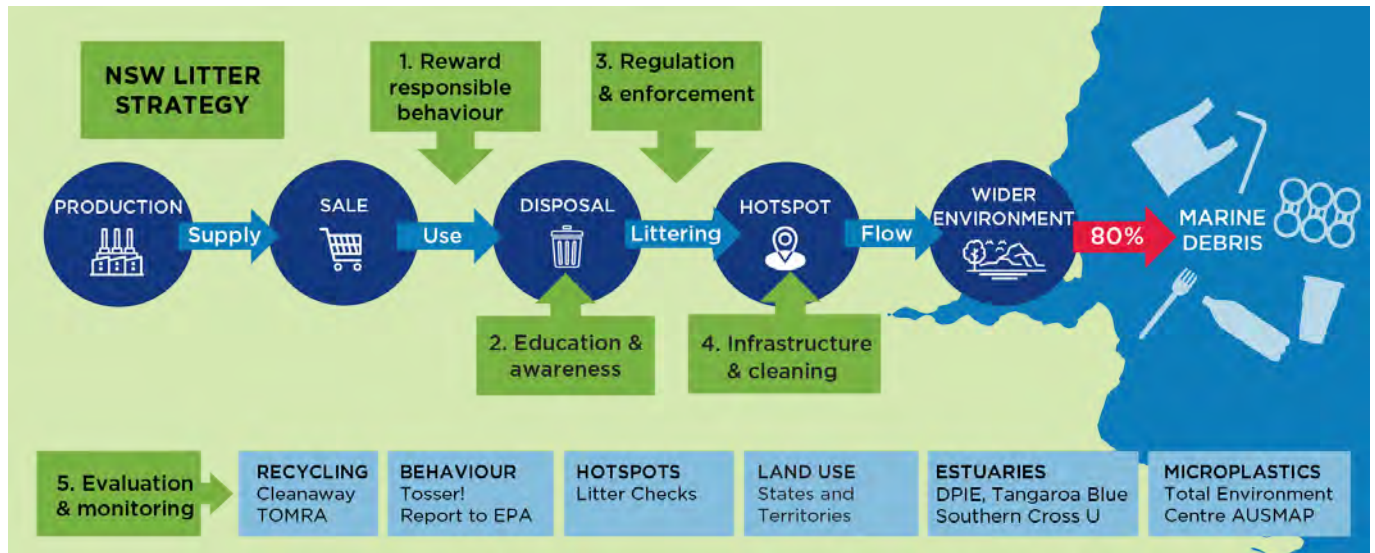 NSW LITTER
STRATEGY
1. Reward
responsible
behaviour
3. Regulation
& enforcement
PRODUCTION
Supply
SALE
Use
DISPOSAL
Littering
HOTSPOT
Flow
WIDER
ENVIRONMENT
80%
MARINE
DEBRIS
2. Education &
awareness
4. Infrastructure
& cleaning
5. Evaluation
& monitoring
RECYCLING
Cleanaway
TOMRA
BEHAVIOUR
Tosser!
Report to EPA
HOTSPOTS
Litter Checks
LAND USE
States and
Territories
ESTUARIES
DPIE, Tangaroa Blue
Southern Cross U
MICROPLASTICS
Total Environment
Centre AUSMAP